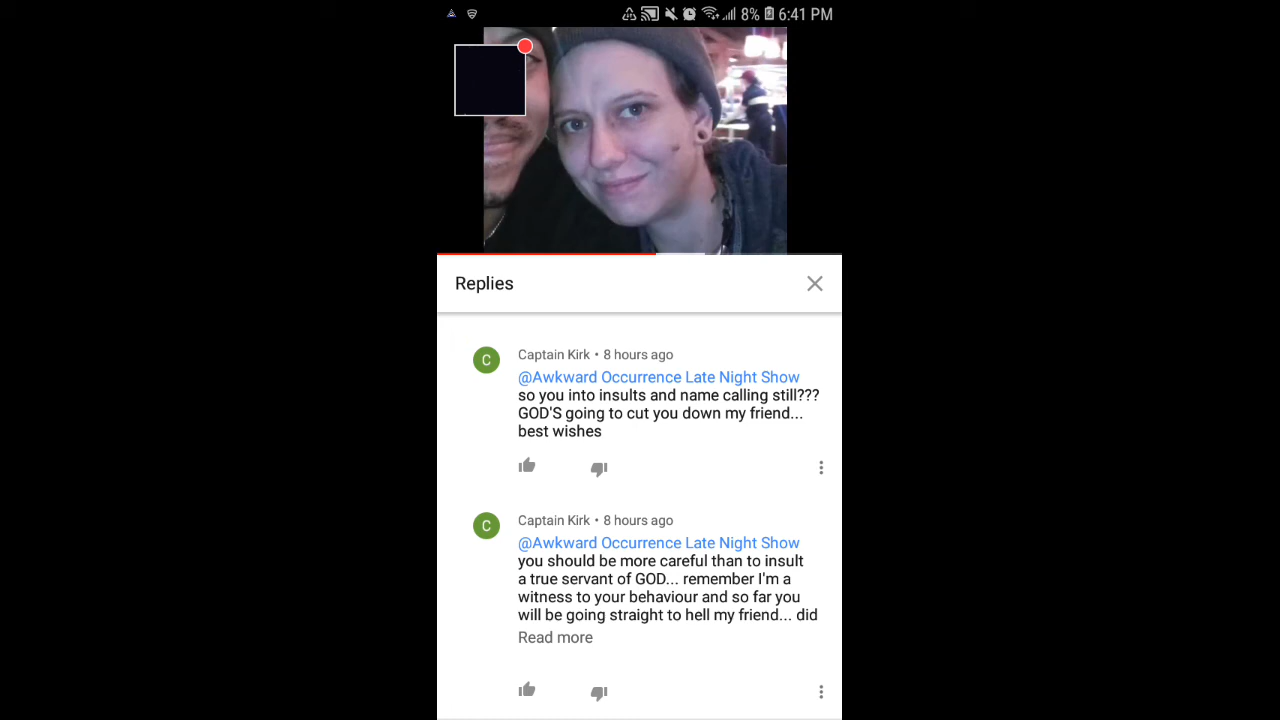 8% 6:41 PM
Replies
Captain Kirk • 8 hours ago
@Awkward Occurrence Late Night Show
so you into insults and name calling still???
GOD'S going to cut you down my friend...
best wishes
C
Captain Kirk • 8 hours ago
@Awkward Occurrence Late Night Show
you should be more careful than to insult
a true servant of GOD... remember I'm a
witness to your behaviour and so far you
will be going straight to hell my friend... did
Read more
C